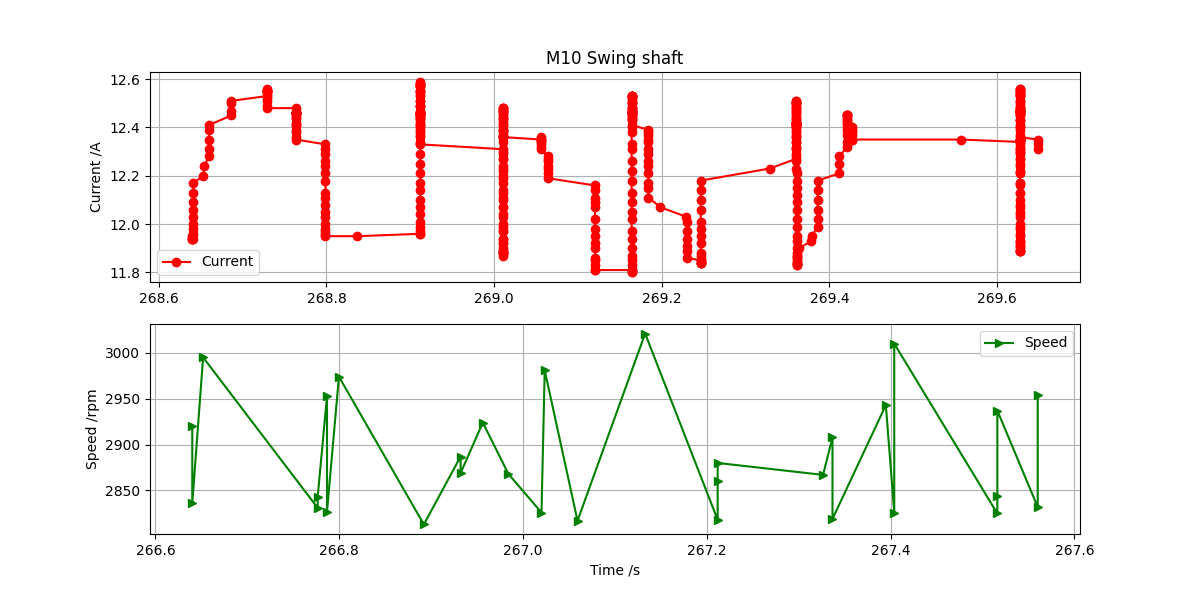 M10 Swing shaft
Current /A
12.6
12.4
12.2
12.0
11.8
Current
268.6 268.8 269.0 269.2 269.4 269.6
Speed /rpm
3000
2950
2900
2850
Speed
266.6 266.8 267.0 267.2 267.4 267.6
Time /s